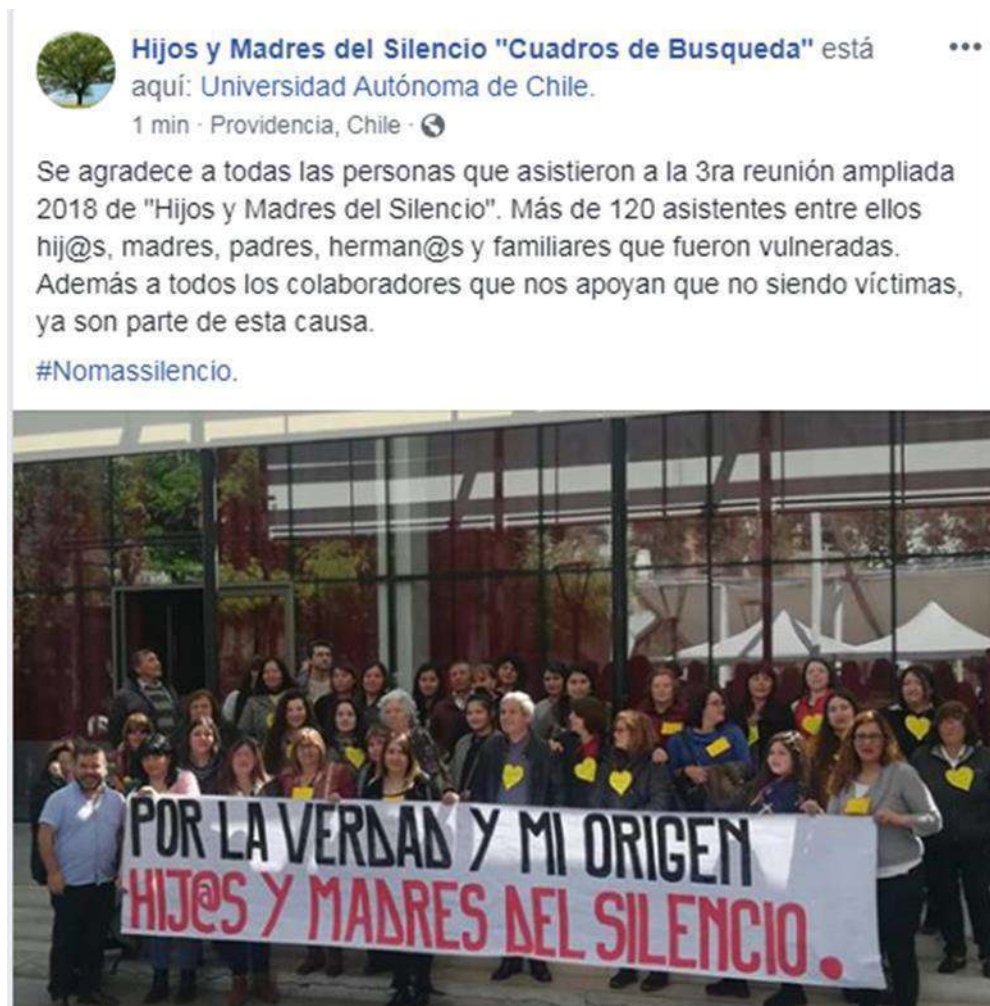 Hijos y Madres del Silencio "Cuadros de Busqueda" está
aquí: Universidad Autónoma de Chile.
1 min · Providencia, Chile ·
Se agradece a todas las personas que asistieron a la 3ra reunión ampliada
2018 de "Hijos y Madres del Silencio". Más de 120 asistentes entre ellos
hij@s, madres, padres, herman@s y familiares que fueron vulneradas.
Además a todos los colaboradores que nos apoyan que no siendo víctimas,
ya son parte de esta causa.
#Nomassilencio.
POR LA VERDAD Y MI ORIGEN
HIJ@S Y MADRES DEL SILENCIO.